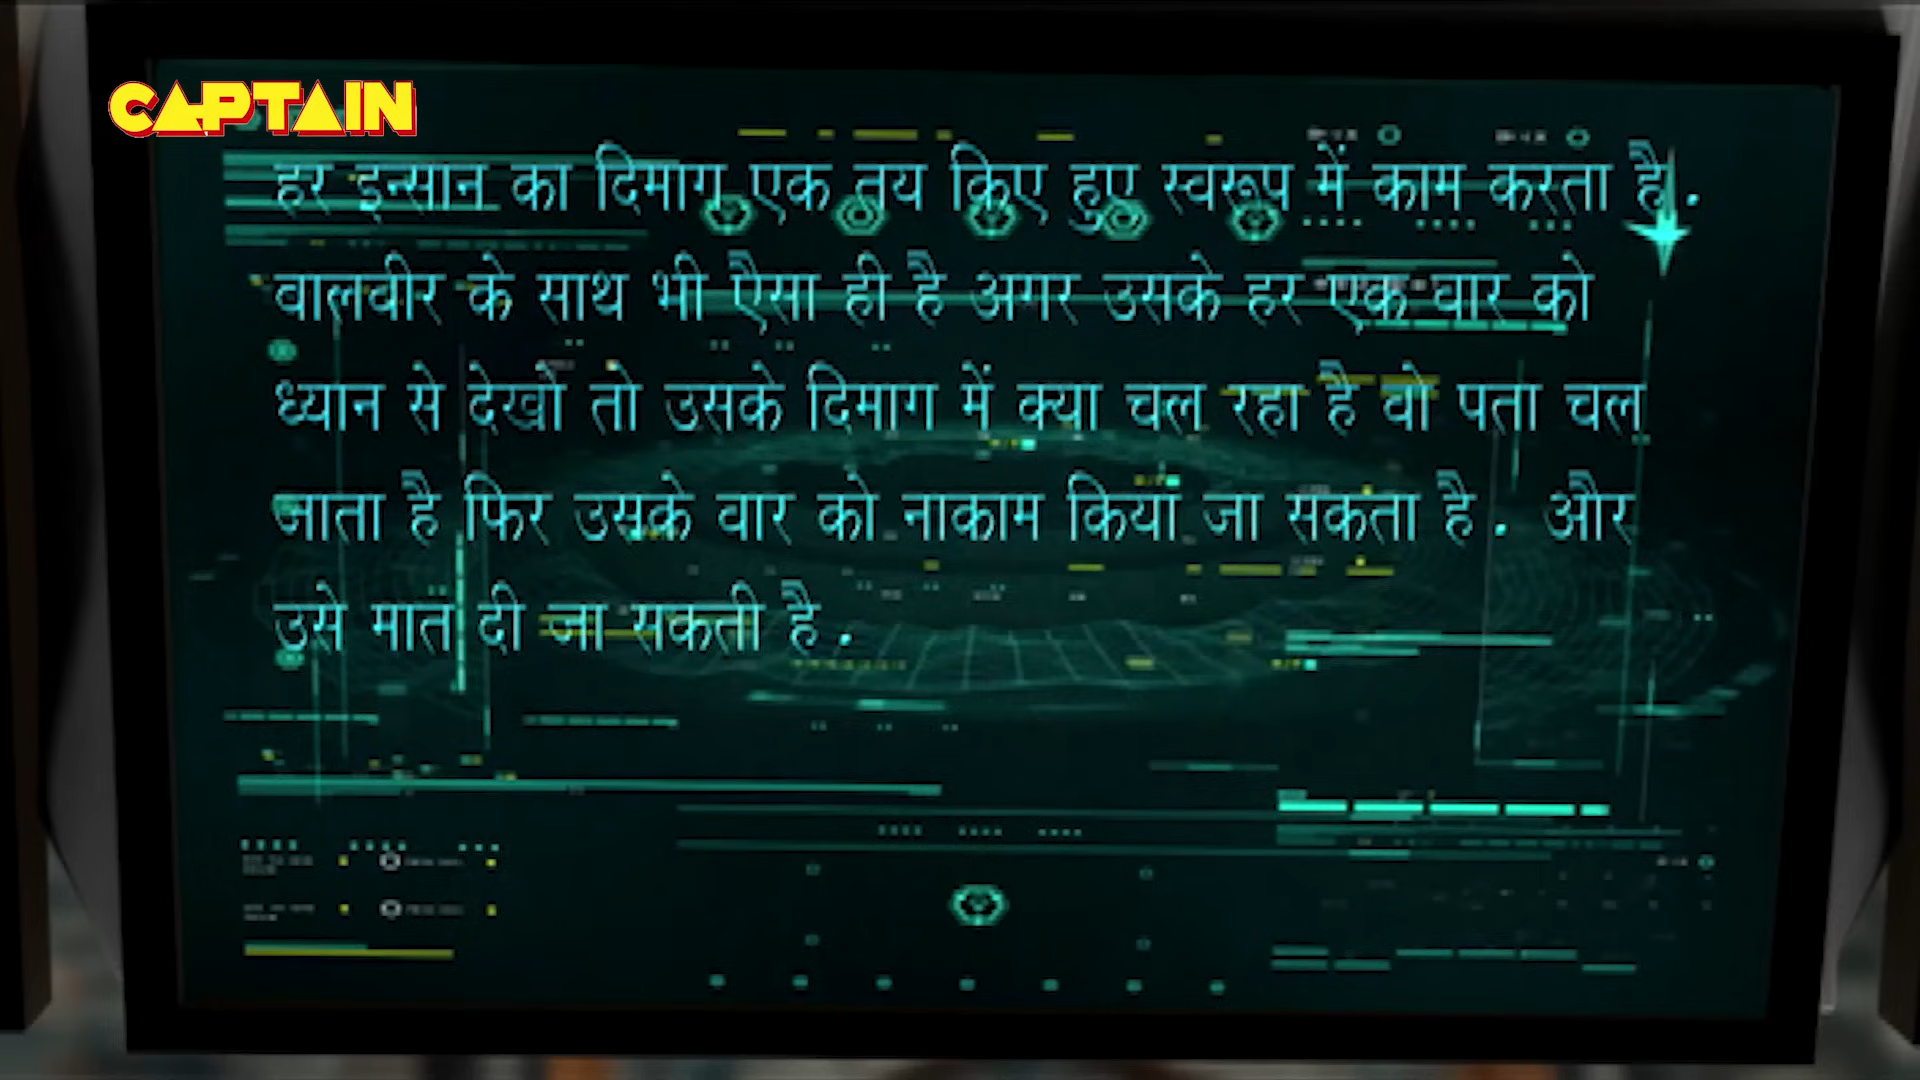 CAPTAIN
हर इन्सान का दिमाग एक तय किए हुए स्वरूप में काम करता है.
वालवीर के साथ भी ऐसा ही है अगर उसके हर एक वार को
ध्यान से देखो तो उसके दिमाग में क्या चल रहा है वो पता चल
जाता है फिर उसके वार को नाकाम किया जा सकता है. और
उसे मात दी जा सकती है.